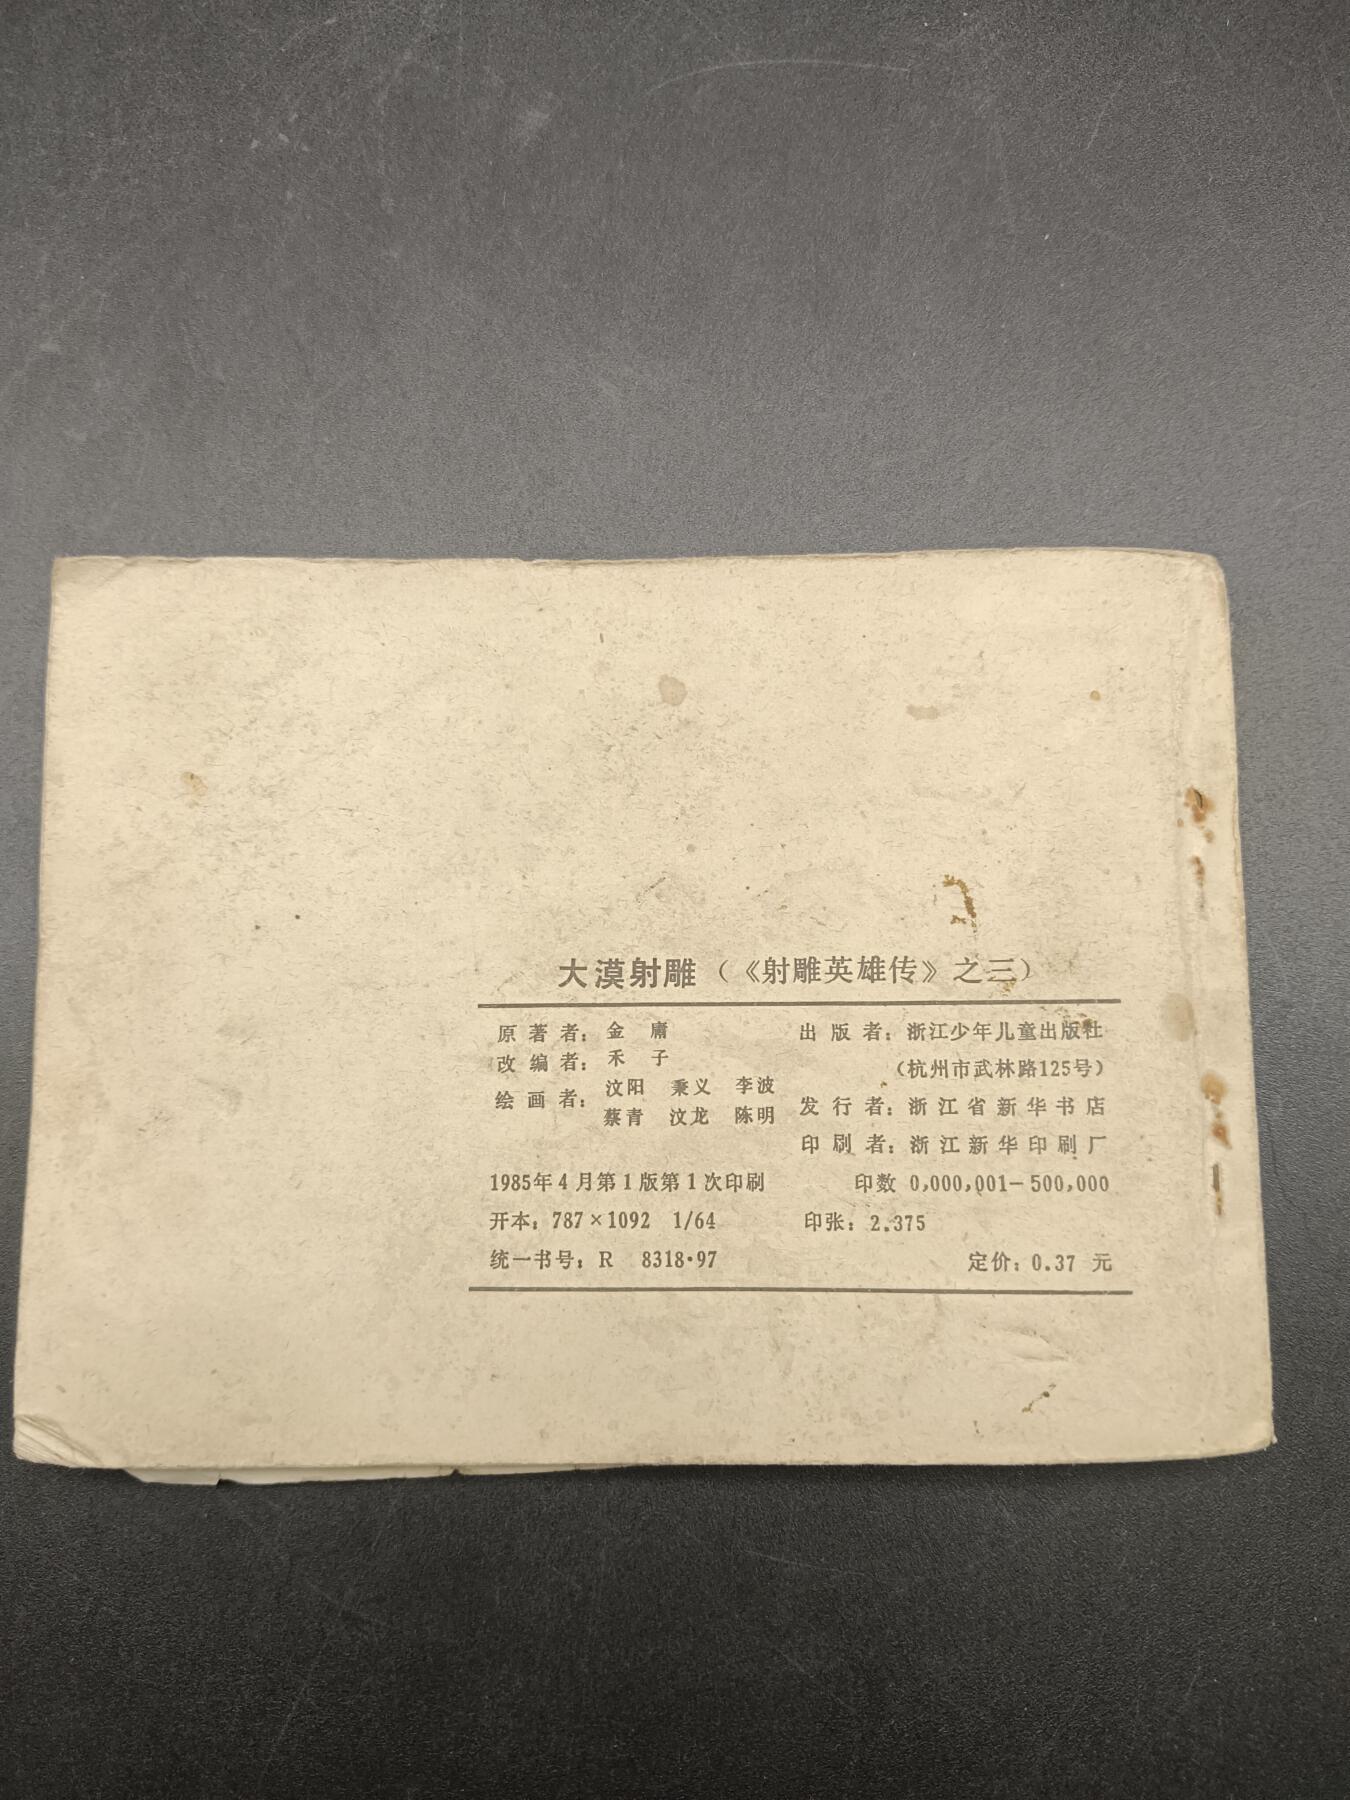 大漠射雕（《射雕英雄传》之三）
原著者：金庸
改编者：禾子
绘画者：汶阳 秉义 李波
蔡青 汶龙 陈明
出版者：浙江少年儿童出版社
（杭州市武林路125号）
发行者：浙江省新华书店
印刷者：浙江新华印刷厂
1985年4月第1版第1次印刷
印数 0,000,001—500,000
开本：787×1092 1/64
印张：2.375
统一书号：R 8318·97
定价：0.37 元